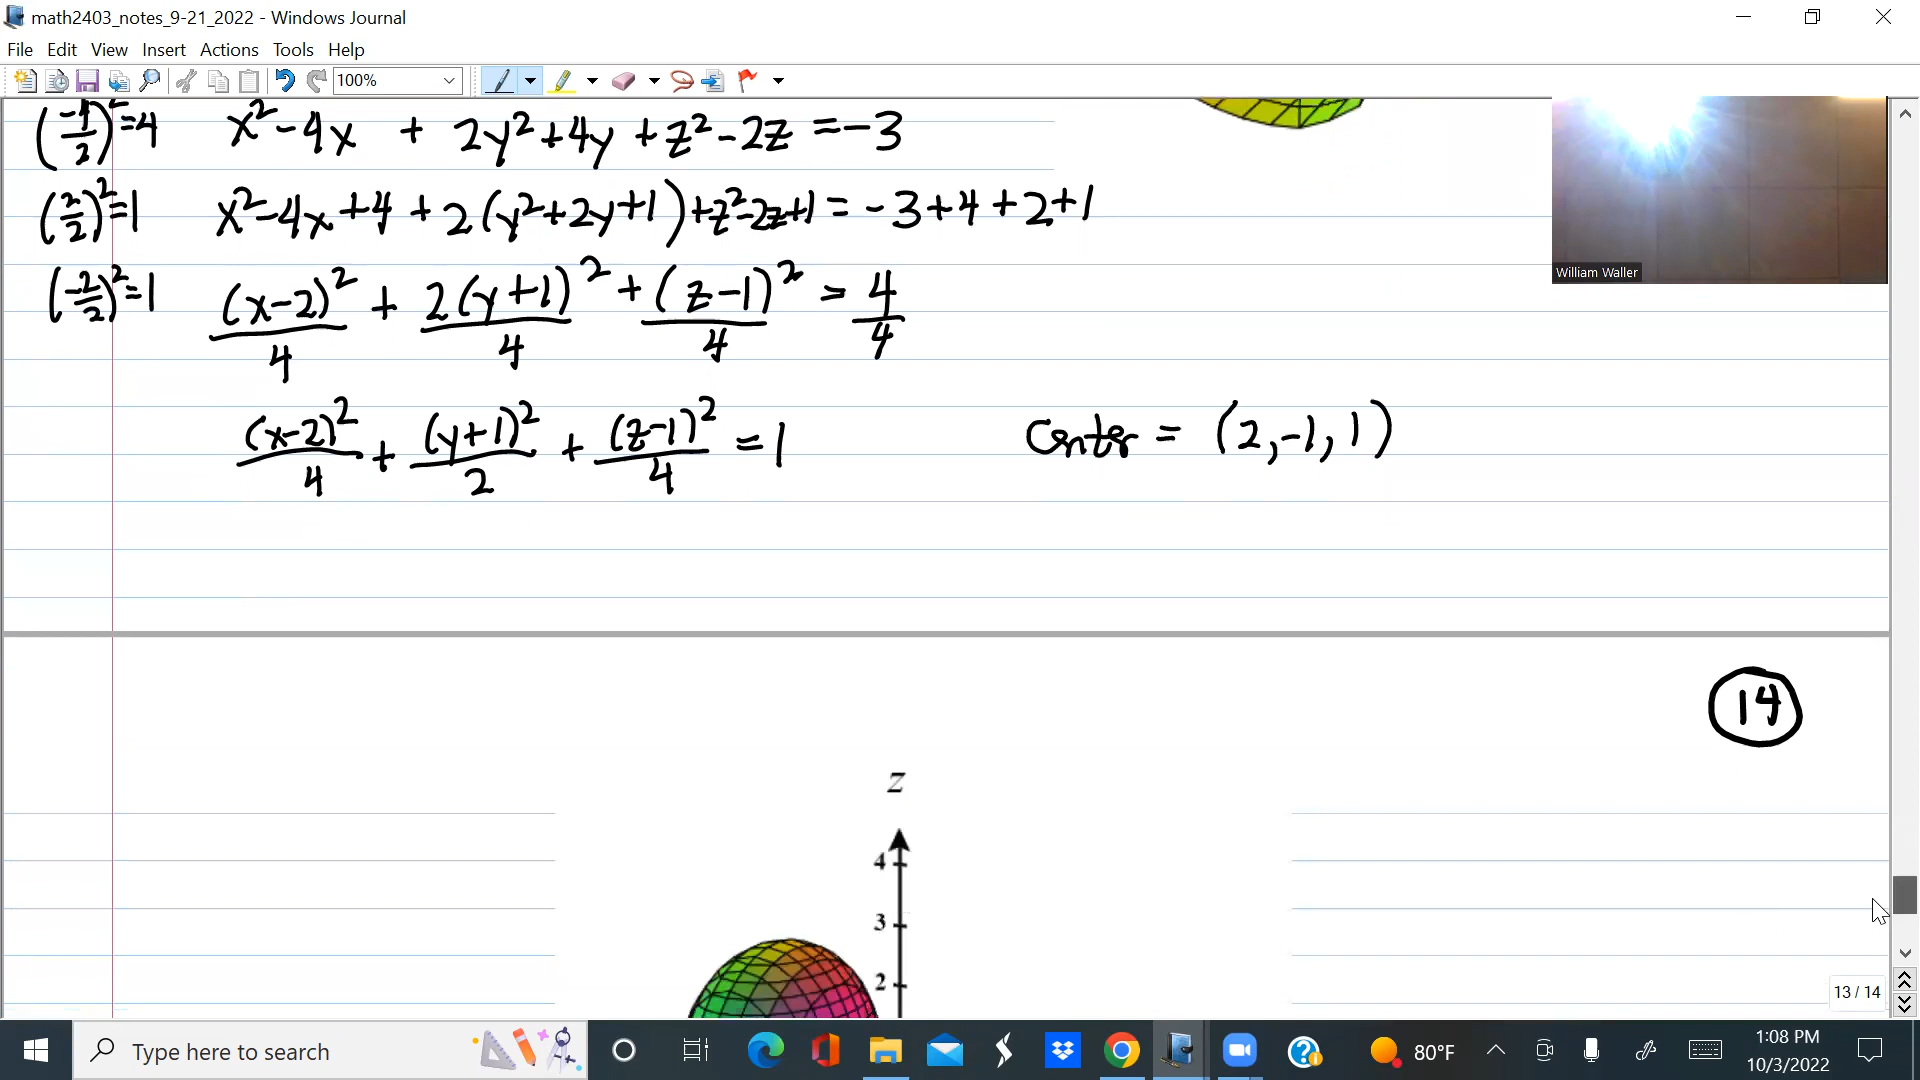 math2403_notes_9-21_2022 - Windows Journal
File Edit View Insert Actions Tools Help
100%
(-4/2)²=4 x²-4x + 2y²+4y+z²-2z=-3
(2/2)²=1 x²-4x+4+2(y²+2y+1)+z²-2z+1=-3+4+2+1
(-2/2)²=1 (x-2)²/4 + 2(y+1)²/4 + (z-1)²/4 = 4/4
(x-2)²/4 + (y+1)²/2 + (z-1)²/4 = 1 Center = (2,-1,1)
William Waller
14
z
4
3
2
13 / 14
Type here to search
80°F
1:08 PM
10/3/2022